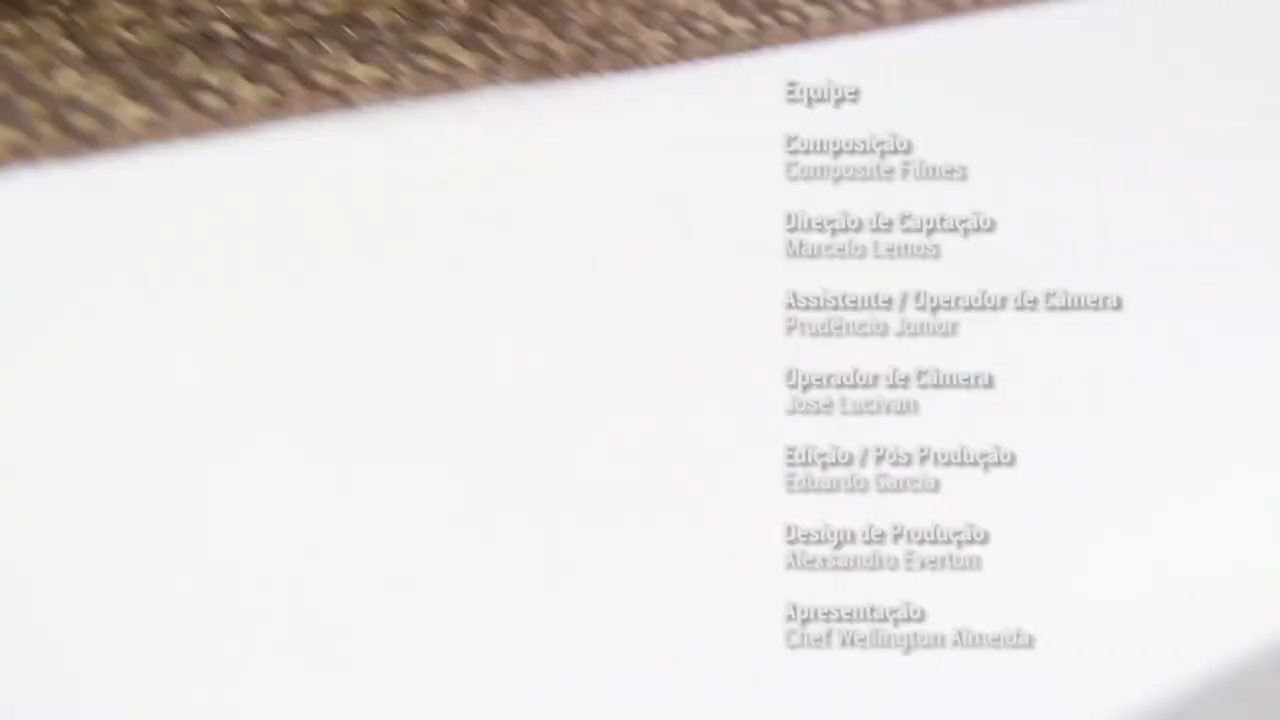 Equipe
Composição
Composite Filmes
Direção de Captação
Marcelo Lemos
Assistente / Operador de Câmera
Prudêncio Junior
Operador de Câmera
José Lucivan
Edição / Pós Produção
Eduardo Garcia
Design de Produção
Alexsandro Everton
Apresentação
Chef Wellington Almeida